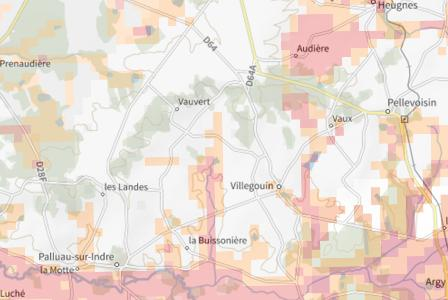 Heugnes
D64
Audière
Prenaudière
D64A
Vauvert
Pellevoisin
Vaux
D28F
les Landes
Villegouin
la Buissonière
Palluau-sur-Indre
la Motte
Luché
Argy